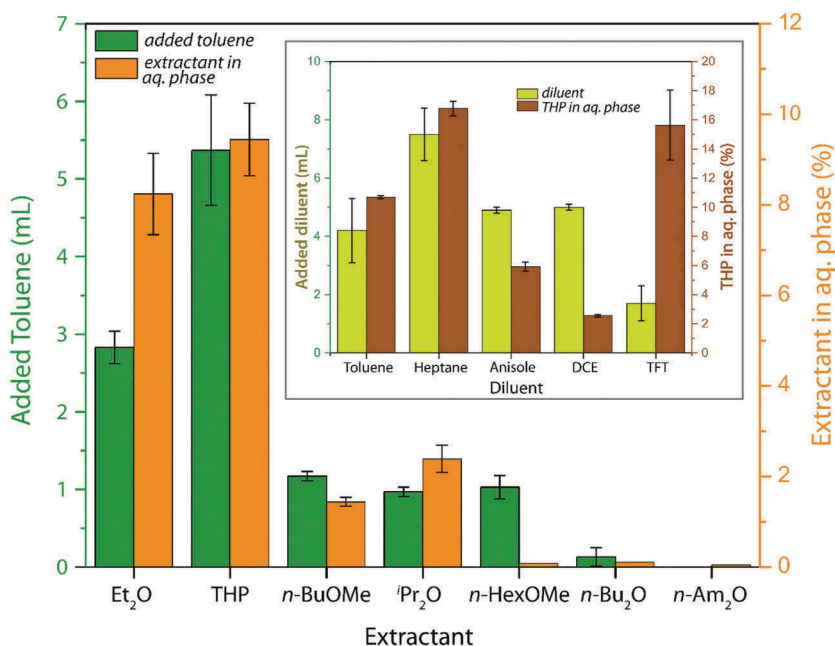 added toluene
extractant in
aq. phase
Added Toluene (mL)
7
6
5
4
3
2
1
0
Et₂O
THP
n-BuOMe
ⁱPr₂O
n-HexOMe
n-Bu₂O
n-Am₂O
Extractant
12
10
8
6
4
2
0
Extractant in aq. phase (%)
diluent
THP in aq. phase
Added diluent (mL)
10
8
6
4
2
0
Toluene
Heptane
Anisole
DCE
TFT
Diluent
20
18
16
14
12
10
8
6
4
2
0
THP in aq. phase (%)